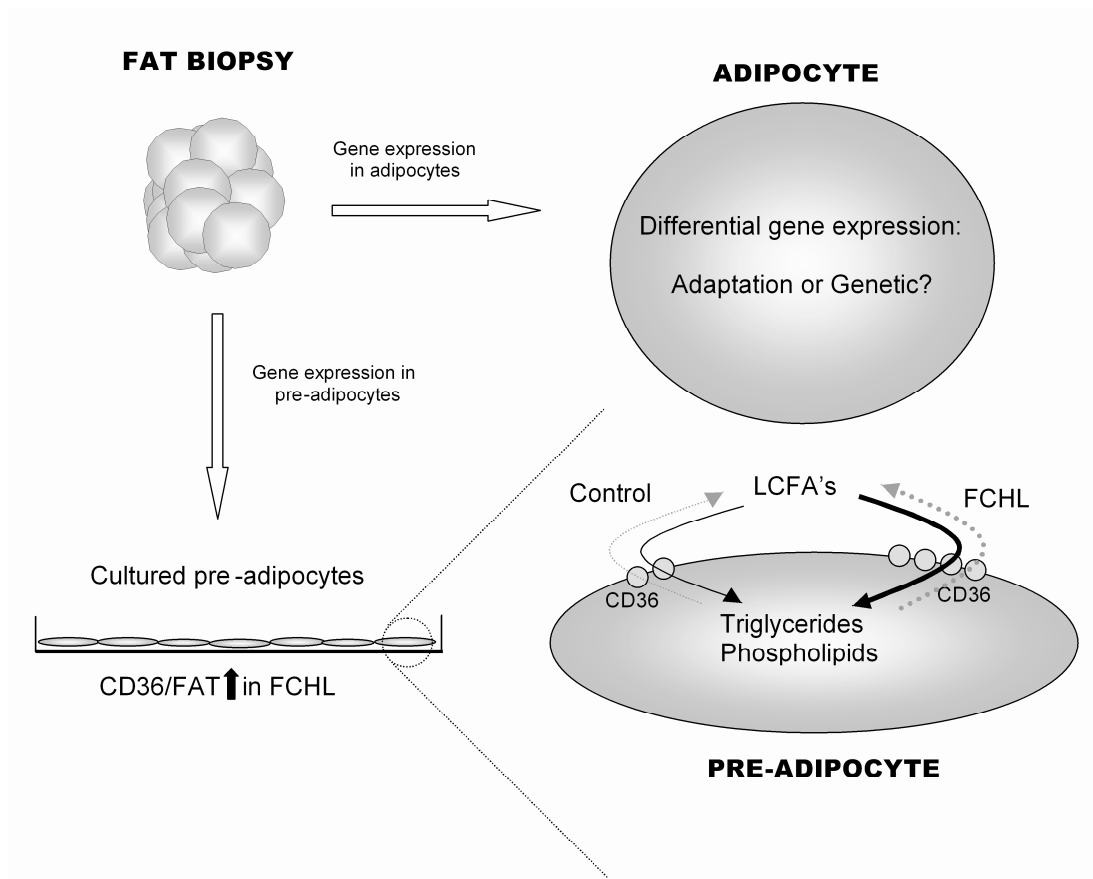 FAT BIOPSY
ADIPOCYTE
Gene expression
in adipocytes
Differential gene expression:
Adaptation or Genetic?
Gene expression in
pre-adipocytes
Control
LCFA's
FCHL
CD36
CD36
Triglycerides
Phospholipids
PRE-ADIPOCYTE
Cultured pre-adipocytes
CD36/FAT in FCHL